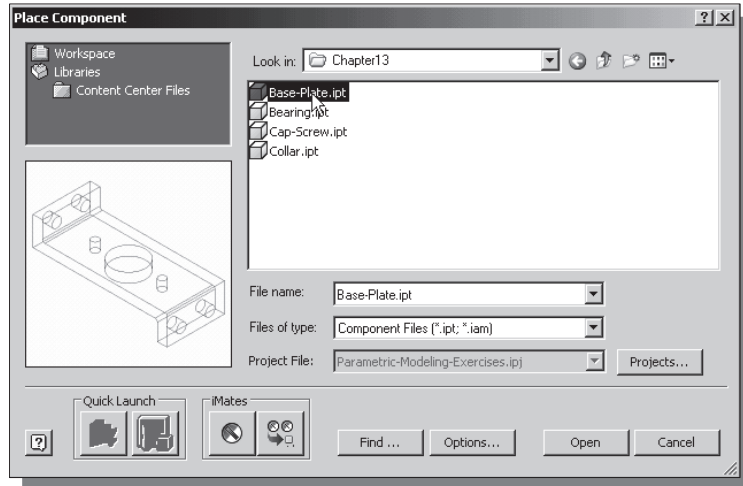 Place Component
Workspace
Libraries
Content Center Files
Look in: Chapter13
Base-Plate.ipt
Bearing.ipt
Cap-Screw.ipt
Collar.ipt
File name: Base-Plate.ipt
Files of type: Component Files (*.ipt; *.iam)
Project File: Parametric-Modeling-Exercises.ipj Projects...
Quick Launch iMates
Find ... Options... Open Cancel